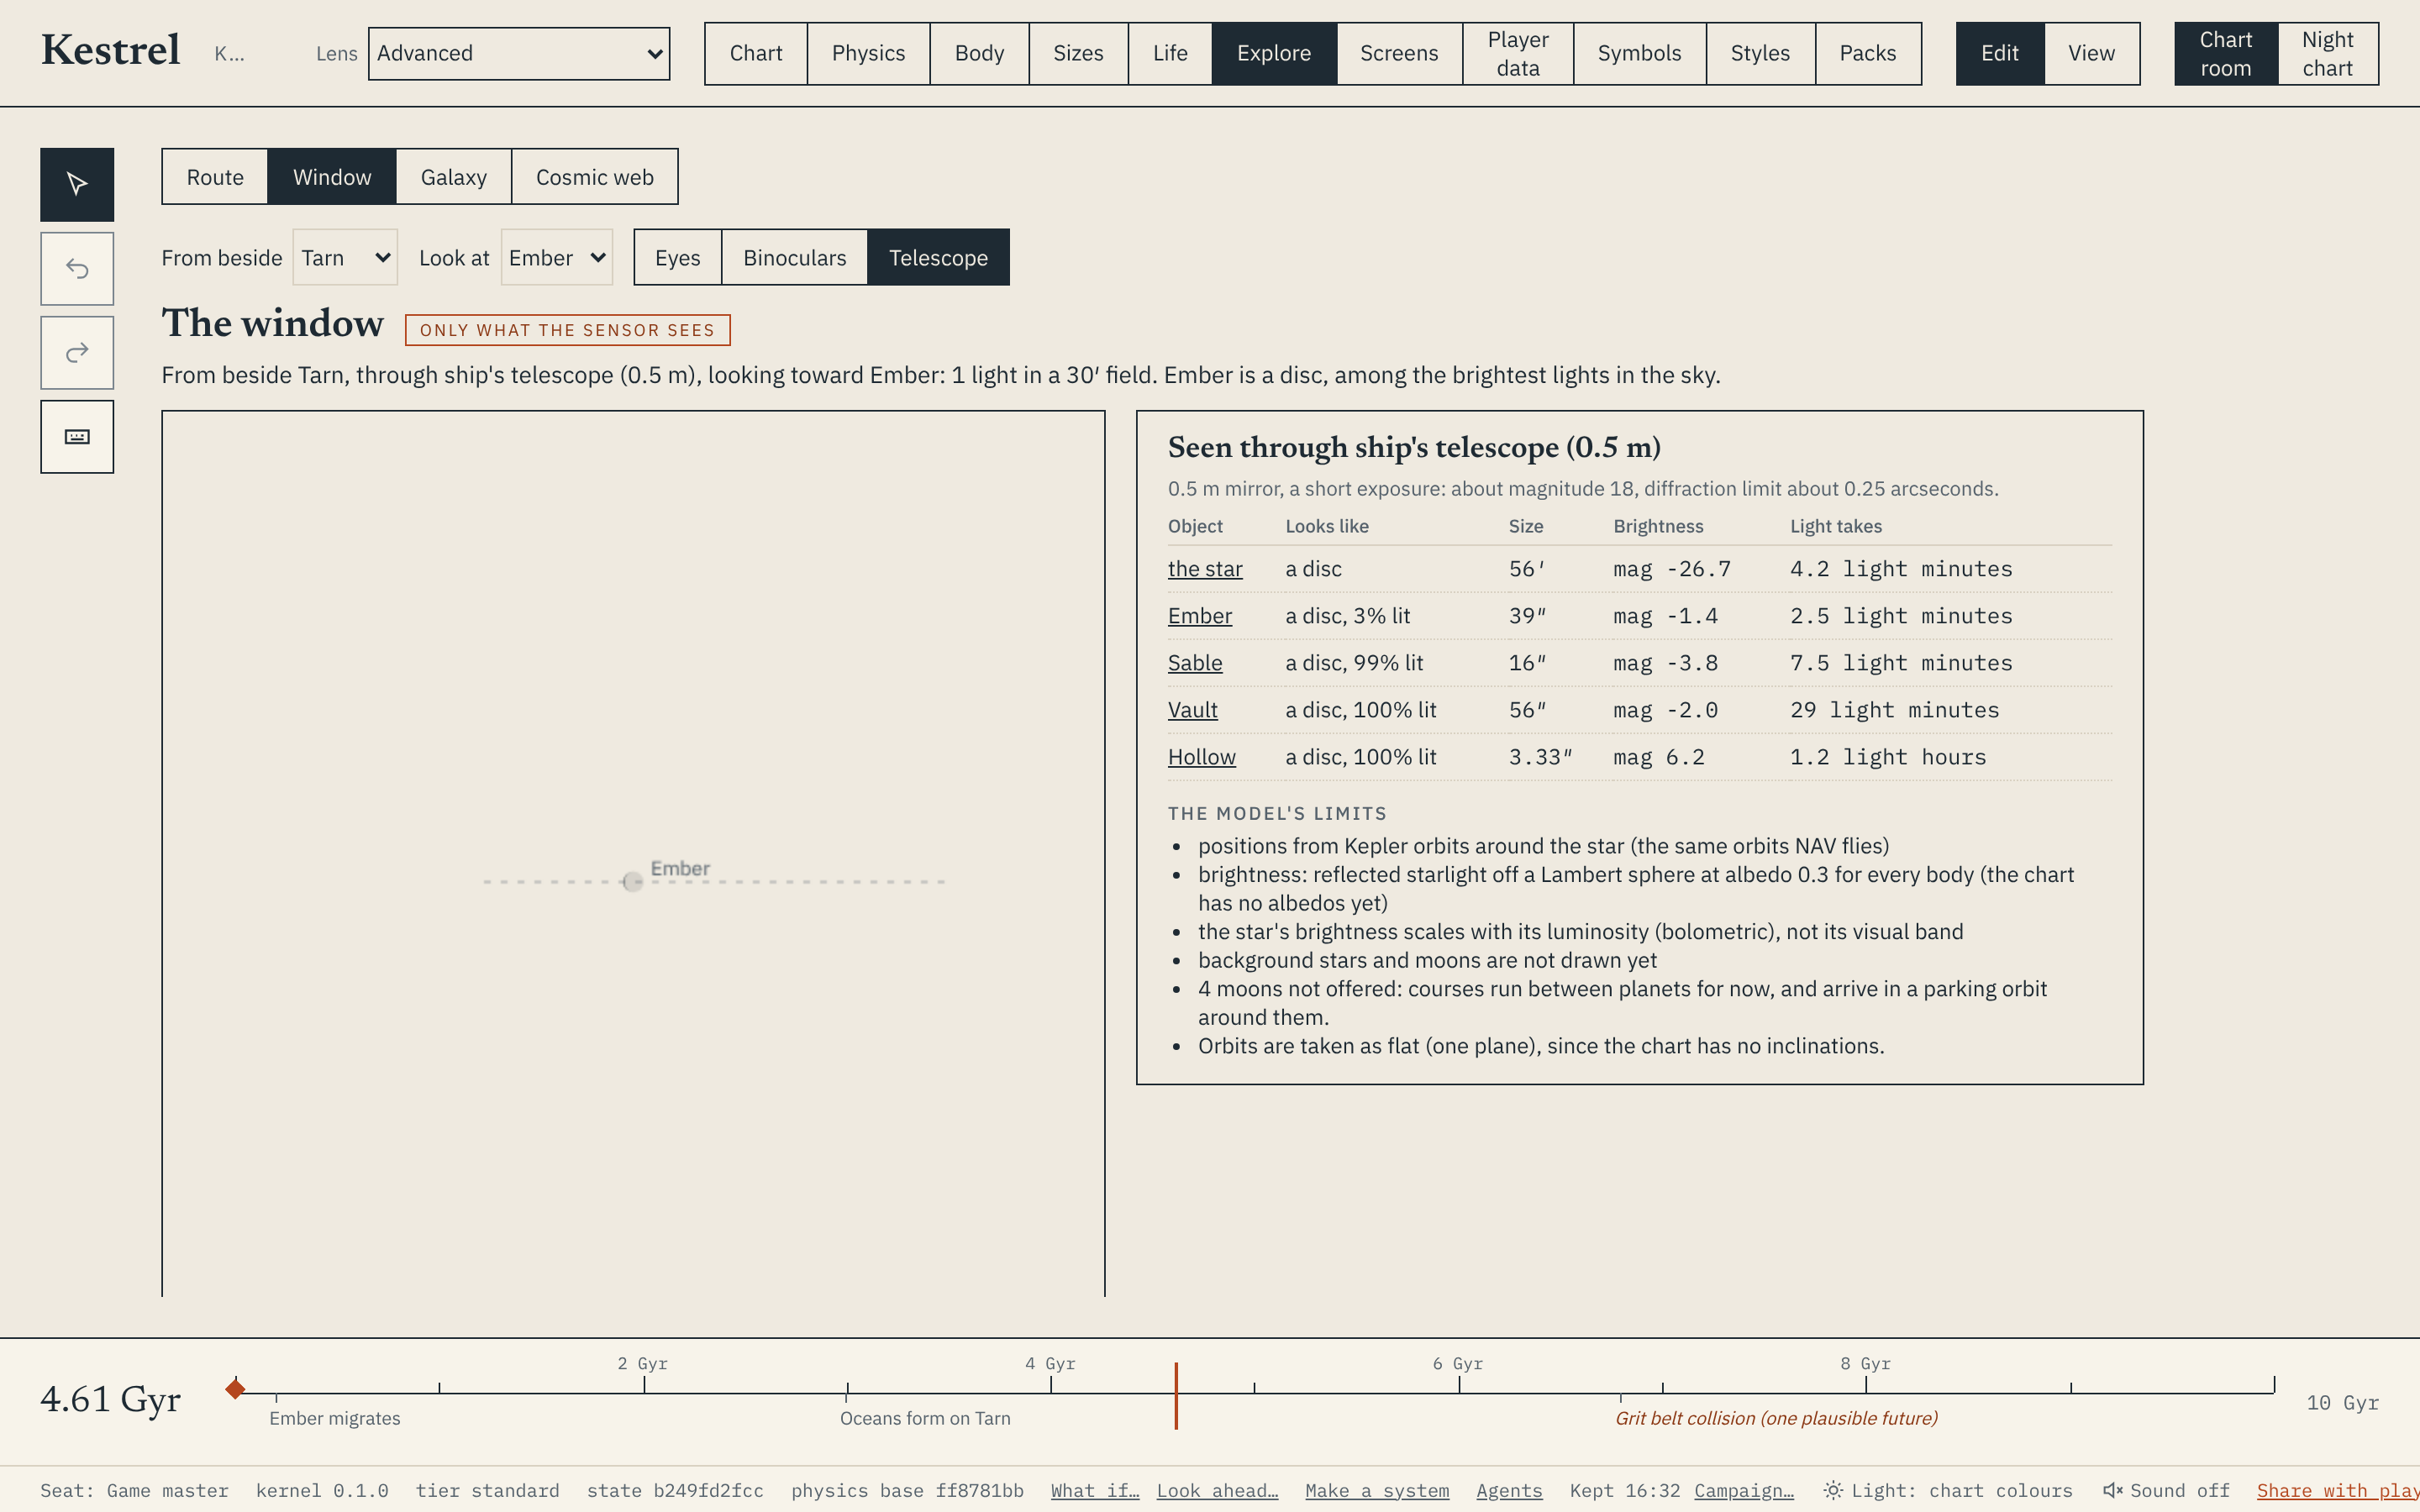 Kestrel K… Lens Advanced Chart Physics Body Sizes Life Explore Screens Player data Symbols Styles Packs Edit View Chart room Night chart
Route Window Galaxy Cosmic web
From beside Tarn Look at Ember Eyes Binoculars Telescope
The window ONLY WHAT THE SENSOR SEES
From beside Tarn, through ship's telescope (0.5 m), looking toward Ember: 1 light in a 30′ field. Ember is a disc, among the brightest lights in the sky.
Ember
Seen through ship's telescope (0.5 m)
0.5 m mirror, a short exposure: about magnitude 18, diffraction limit about 0.25 arcseconds.
Object Looks like Size Brightness Light takes
the star a disc 56′ mag -26.7 4.2 light minutes
Ember a disc, 3% lit 39″ mag -1.4 2.5 light minutes
Sable a disc, 99% lit 16″ mag -3.8 7.5 light minutes
Vault a disc, 100% lit 56″ mag -2.0 29 light minutes
Hollow a disc, 100% lit 3.33″ mag 6.2 1.2 light hours
THE MODEL'S LIMITS
• positions from Kepler orbits around the star (the same orbits NAV flies)
• brightness: reflected starlight off a Lambert sphere at albedo 0.3 for every body (the chart
has no albedos yet)
• the star's brightness scales with its luminosity (bolometric), not its visual band
• background stars and moons are not drawn yet
• 4 moons not offered: courses run between planets for now, and arrive in a parking orbit
around them.
• Orbits are taken as flat (one plane), since the chart has no inclinations.
2 Gyr 4 Gyr 6 Gyr 8 Gyr
4.61 Gyr 10 Gyr
Ember migrates Oceans form on Tarn Grit belt collision (one plausible future)
Seat: Game master kernel 0.1.0 tier standard state b249fd2fcc physics base ff8781bb What if… Look ahead… Make a system Agents Kept 16:32 Campaign… Light: chart colours Sound off Share with play